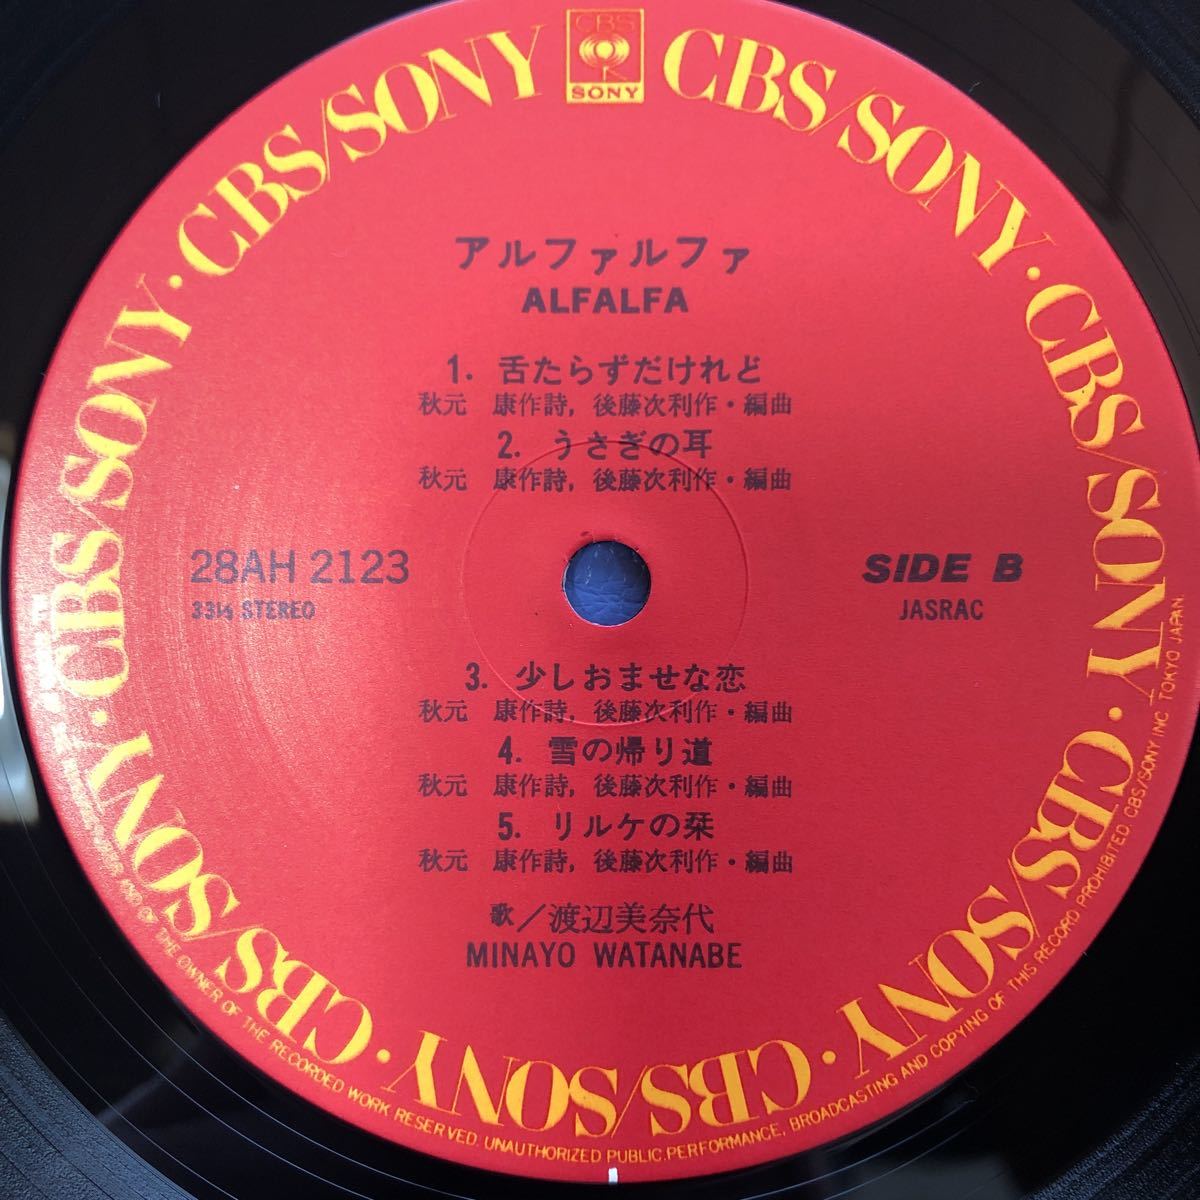 CBS
SONY
CBS/SONY · CBS/SONY · CBS/SONY · CBS/SONY · CBS/SONY · CBS/SONY · CBS/SONY · CBS/SONY · CBS/SONY · CBS/SONY
アルファルファ
ALFALFA
1. 舌たらずだけれど
秋元 康作詩, 後藤次利作・編曲
2. うさぎの耳
秋元 康作詩, 後藤次利作・編曲
28AH 2123
33⅓ STEREO
SIDE B
JASRAC
3. 少しおませな恋
秋元 康作詩, 後藤次利作・編曲
4. 雪の帰り道
秋元 康作詩, 後藤次利作・編曲
5. リルケの栞
秋元 康作詩, 後藤次利作・編曲
歌／渡辺美奈代
MINAYO WATANABE
OF THE OWNER OF THE RECORDED WORK RESERVED. UNAUTHORIZED PUBLIC. PERFORMANCE, BROADCASTING AND COPYING OF THIS RECORD PROHIBITED CBS/SONY INC. TOKYO JAPAN.